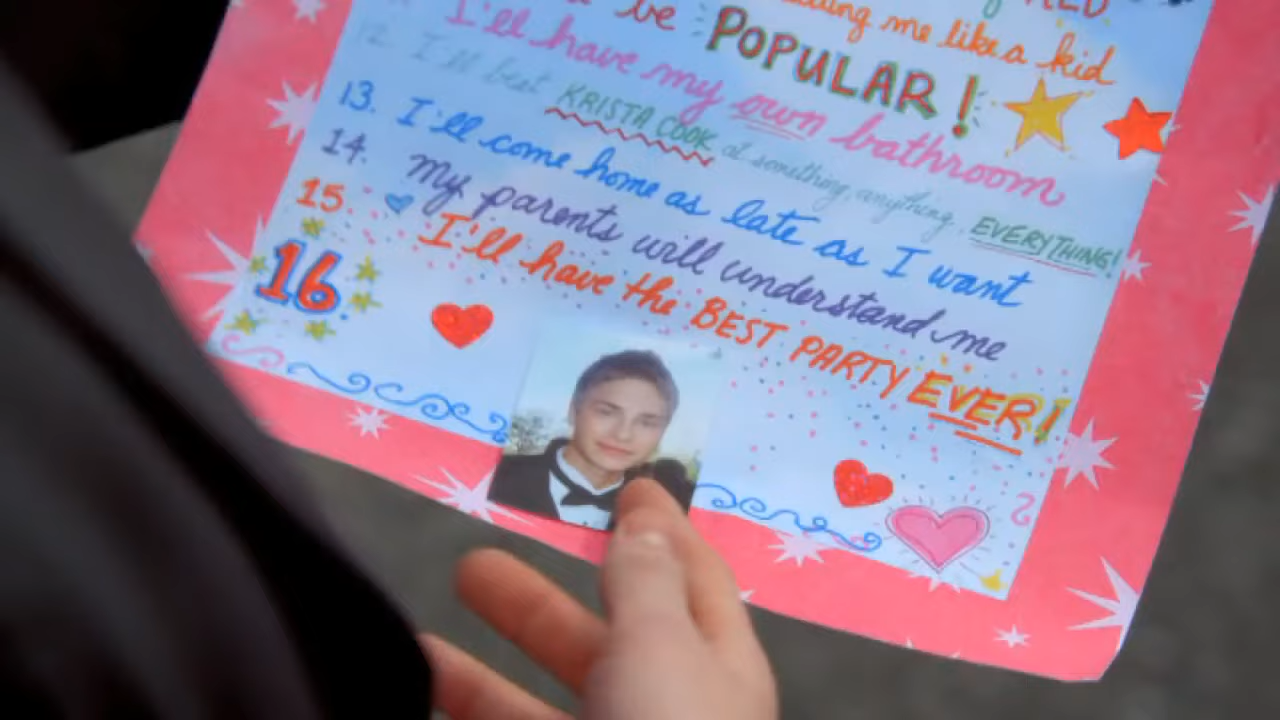 me like a kid
be POPULAR!
I'll have my own bathroom
12. I'll best KRISTA COOK at something, anything, EVERYTHING!
13. I'll come home as late as I want
14. my parents will understand me
15 I'll have the BEST PARTY EVER!
16